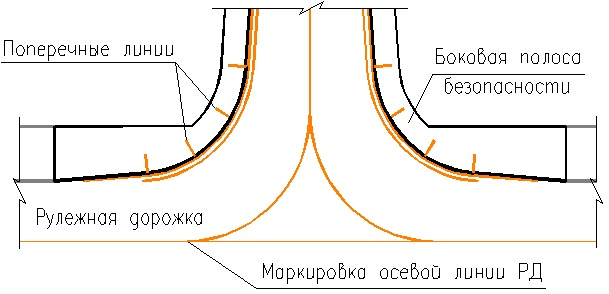 Поперечные линии
Боковая полоса
безопасности
Рулежная дорожка
Маркировка осевой линии РД